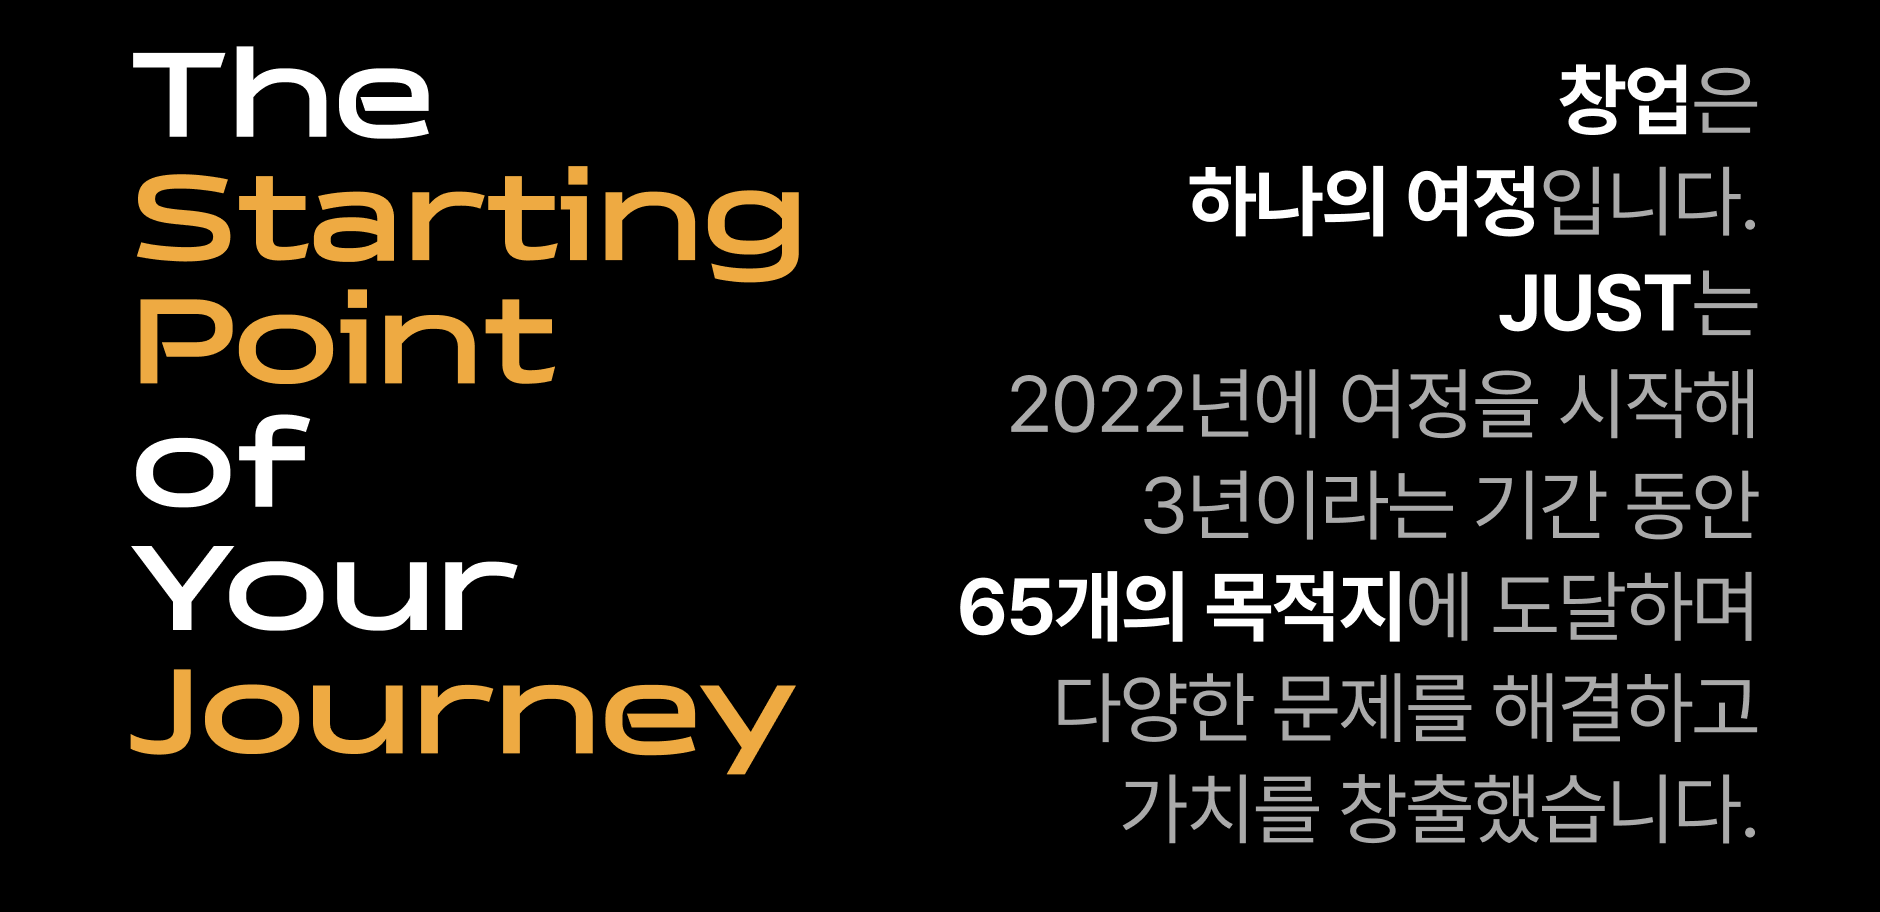 The
Starting
Point
of
Your
Journey
창업은
하나의 여정입니다.
JUST는
2022년에 여정을 시작해
3년이라는 기간 동안
65개의 목적지에 도달하며
다양한 문제를 해결하고
가치를 창출했습니다.